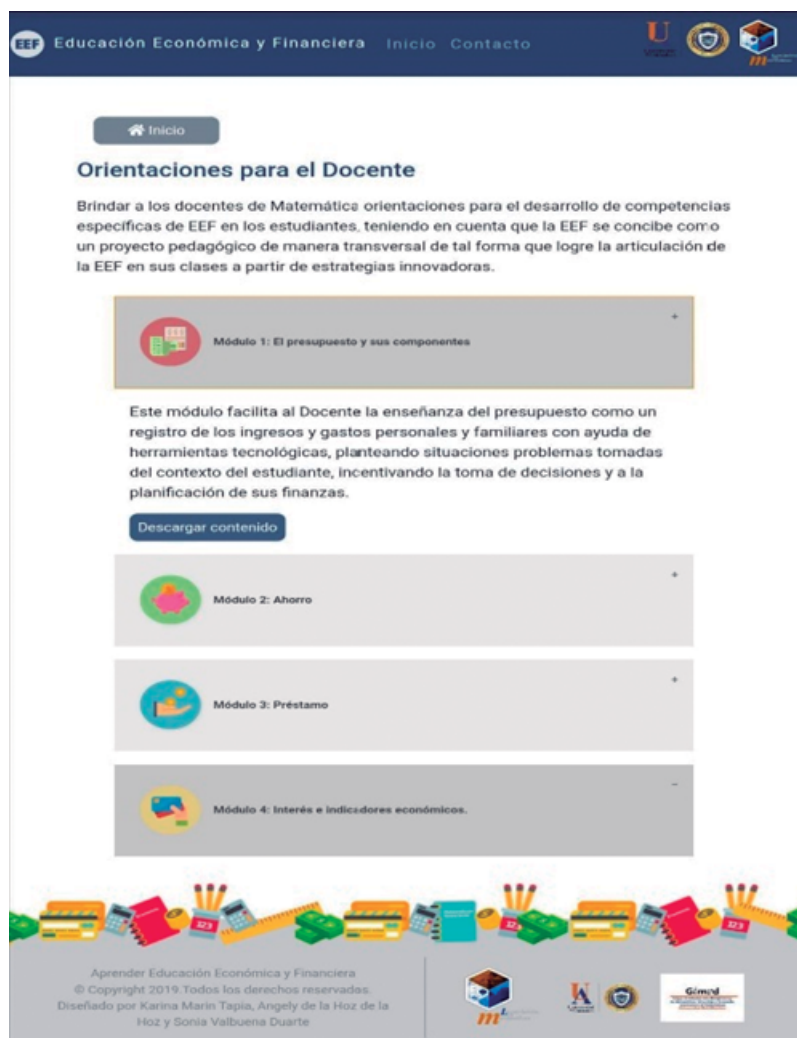 EEF Educación Económica y Financiera Inicio Contacto
Inicio
Orientaciones para el Docente
Brindar a los docentes de Matemática orientaciones para el desarrollo de competencias
específicas de EEF en los estudiantes, teniendo en cuenta que la EEF se concibe como
un proyecto pedagógico de manera transversal de tal forma que logre la articulación de
la EEF en sus clases a partir de estrategias innovadoras.
+
Módulo 1: El presupuesto y sus componentes
Este módulo facilita al Docente la enseñanza del presupuesto como un
registro de los ingresos y gastos personales y familiares con ayuda de
herramientas tecnológicas, planteando situaciones problemas tomadas
del contexto del estudiante, incentivando la toma de decisiones y a la
planificación de sus finanzas.
Descargar contenido
+
Módulo 2: Ahorro
+
Módulo 3: Préstamo
-
Módulo 4: Interés e indicadores económicos.
123
123
Aprender Educación Económica y Financiera
© Copyright 2019.Todos los derechos reservadas.
Diseñado por Karina Marin Tapia, Angely de la Hoz de la
Hoz y Sonia Valbuena Duarte
Gimed